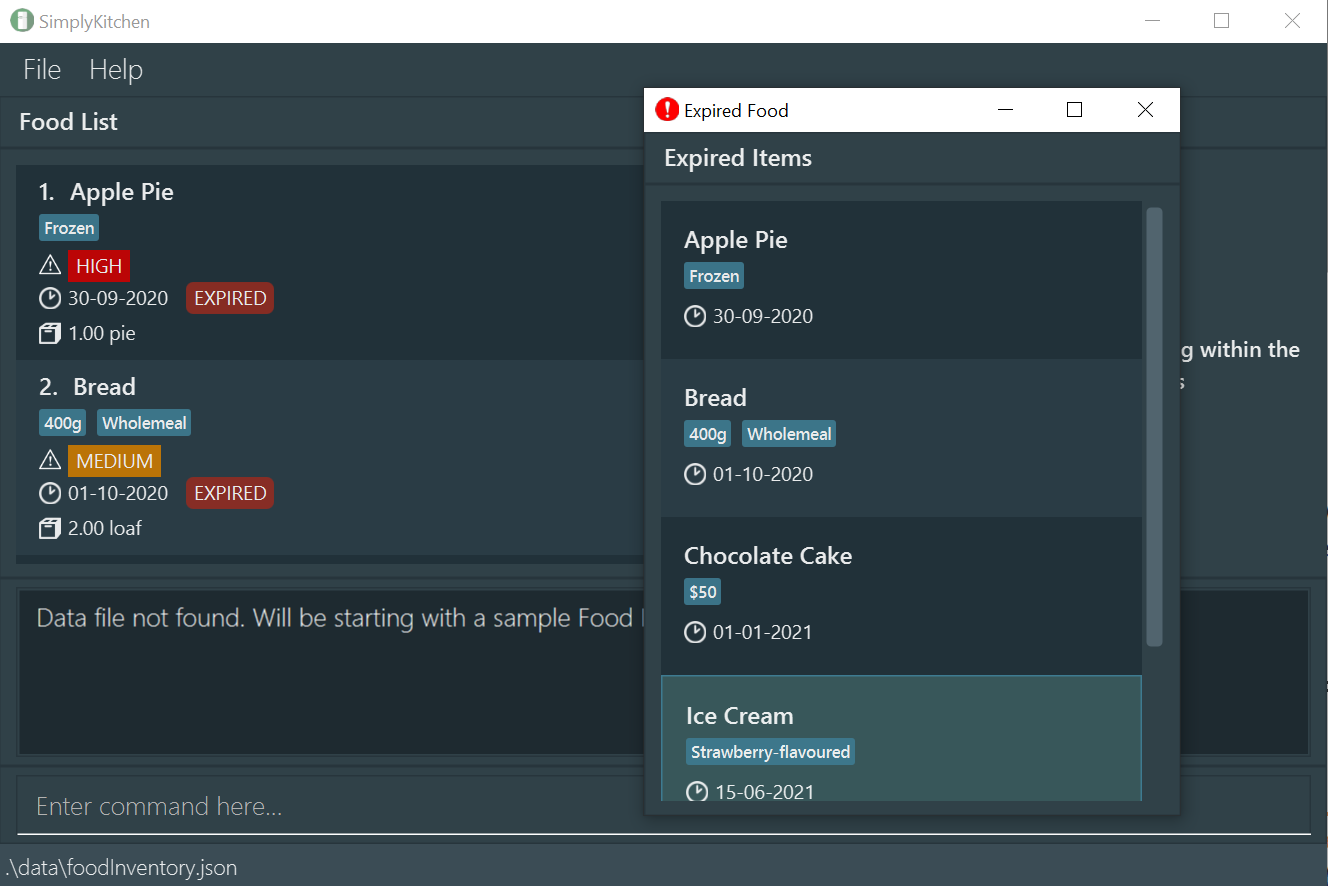 SimplyKitchen
File Help
Food List
1. Apple Pie
Frozen
HIGH
30-09-2020 EXPIRED
1.00 pie
2. Bread
400g Wholemeal
MEDIUM
01-10-2020 EXPIRED
2.00 loaf
g within the
s
Data file not found. Will be starting with a sample Food
Enter command here...
.\data\foodInventory.json
Expired Food
Expired Items
Apple Pie
Frozen
30-09-2020
Bread
400g Wholemeal
01-10-2020
Chocolate Cake
$50
01-01-2021
Ice Cream
Strawberry-flavoured
15-06-2021